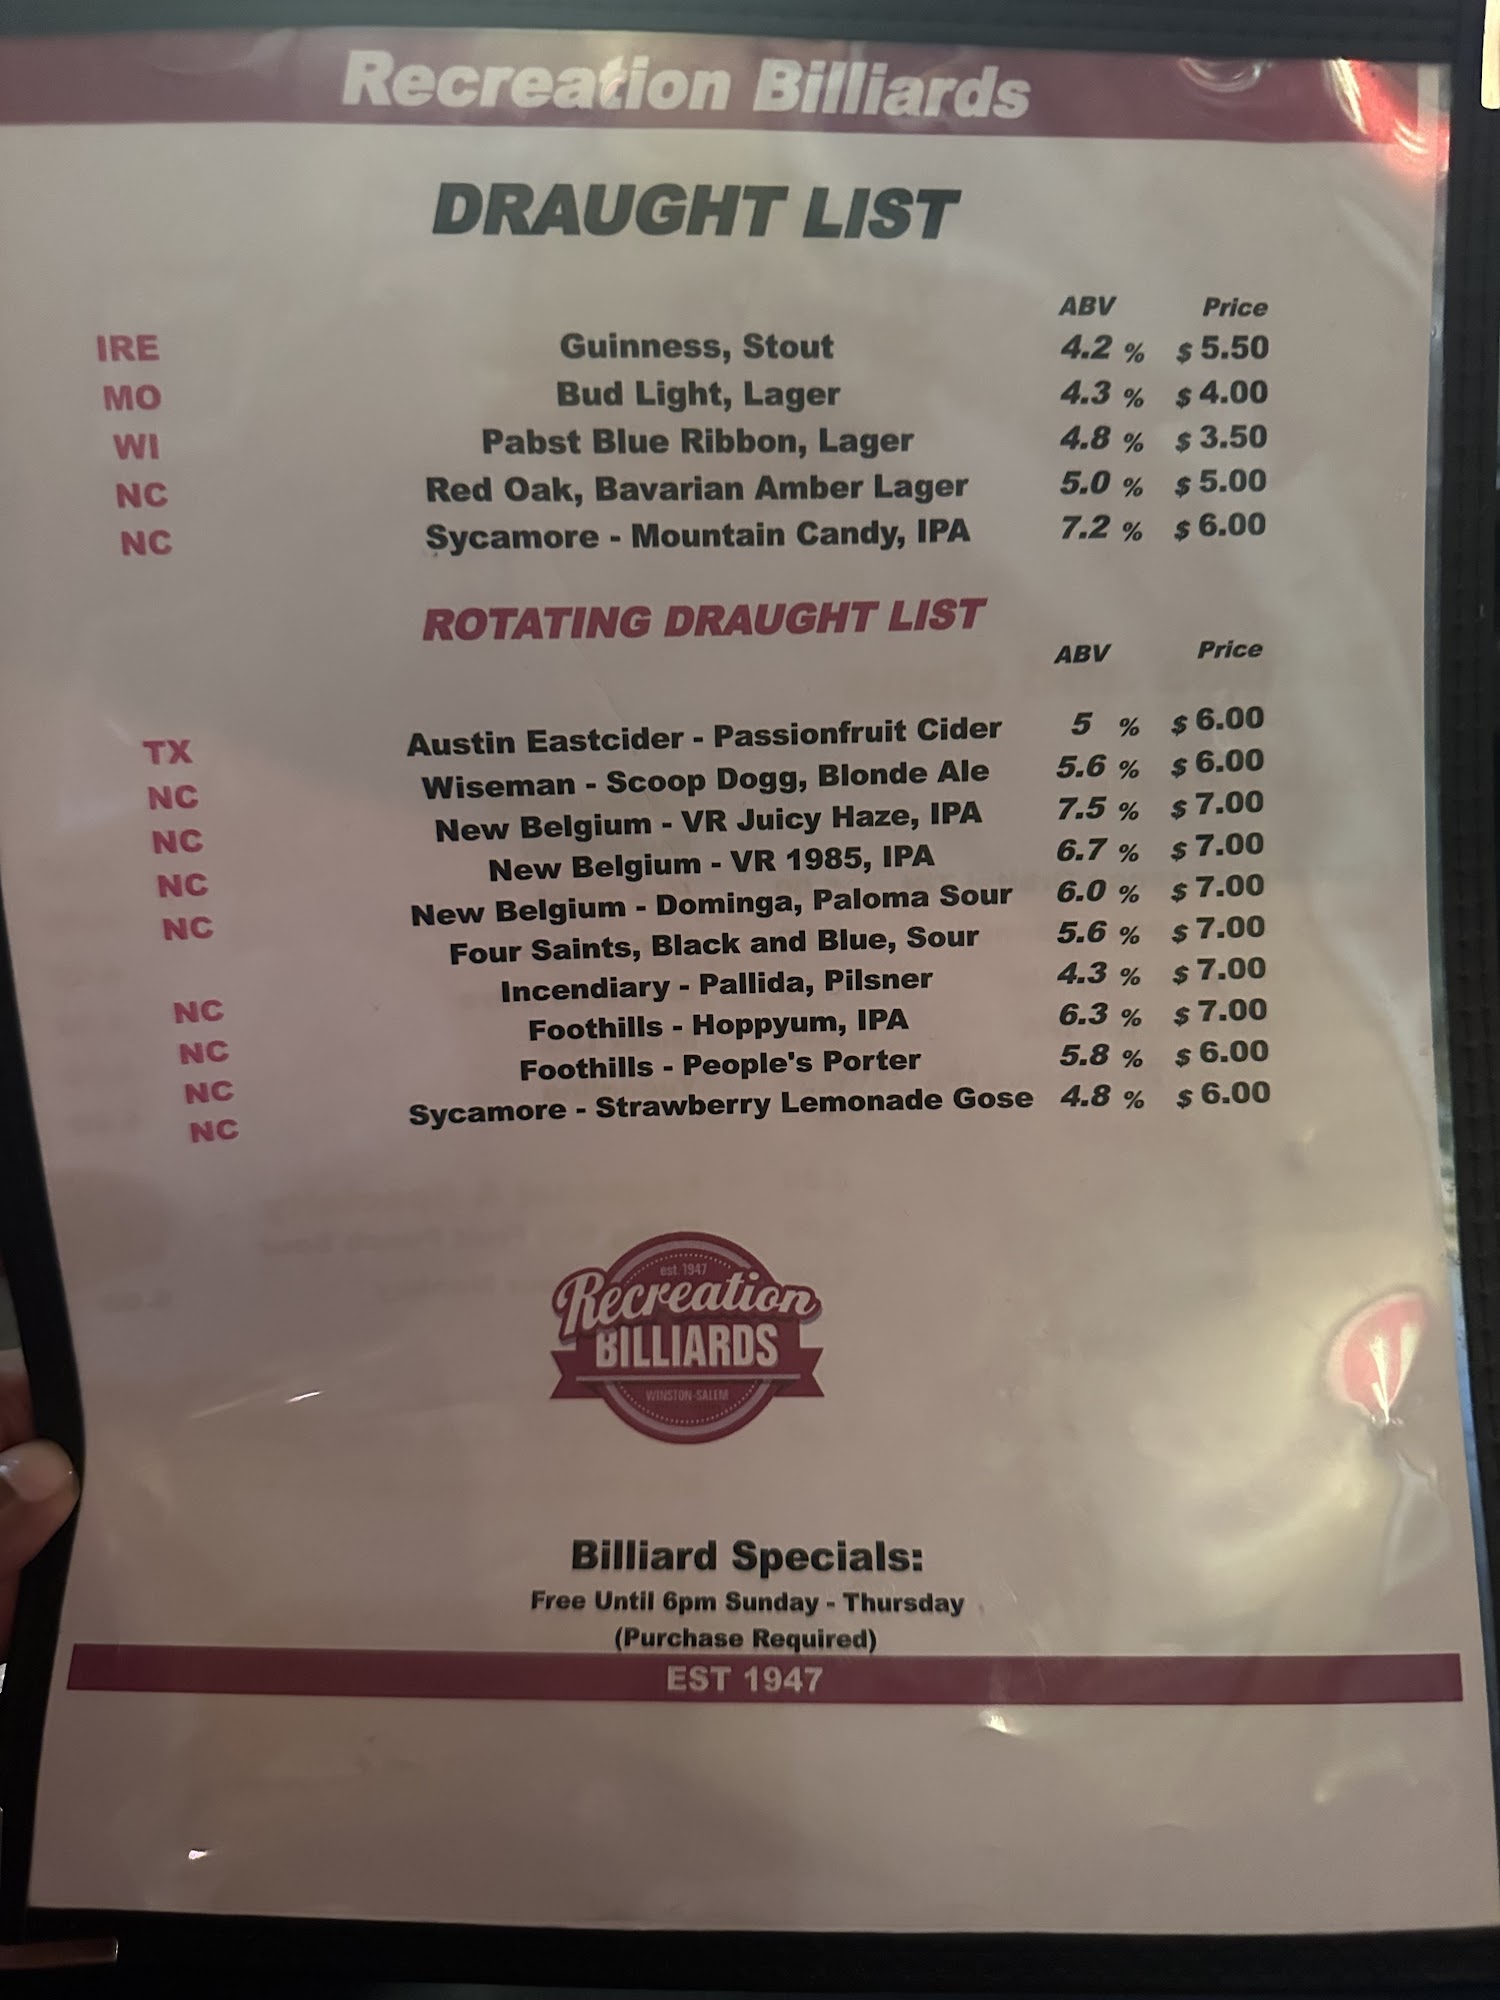 Recreation Billiards
DRAUGHT LIST
ABV Price
IRE Guinness, Stout 4.2 % $ 5.50
MO Bud Light, Lager 4.3 % $ 4.00
WI Pabst Blue Ribbon, Lager 4.8 % $ 3.50
NC Red Oak, Bavarian Amber Lager 5.0 % $ 5.00
NC Sycamore - Mountain Candy, IPA 7.2 % $ 6.00
ROTATING DRAUGHT LIST
ABV Price
TX Austin Eastcider - Passionfruit Cider 5 % $ 6.00
NC Wiseman - Scoop Dogg, Blonde Ale 5.6 % $ 6.00
NC New Belgium - VR Juicy Haze, IPA 7.5 % $ 7.00
NC New Belgium - VR 1985, IPA 6.7 % $ 7.00
NC New Belgium - Dominga, Paloma Sour 6.0 % $ 7.00
Four Saints, Black and Blue, Sour 5.6 % $ 7.00
NC Incendiary - Pallida, Pilsner 4.3 % $ 7.00
NC Foothills - Hoppyum, IPA 6.3 % $ 7.00
NC Foothills - People's Porter 5.8 % $ 6.00
NC Sycamore - Strawberry Lemonade Gose 4.8 % $ 6.00
est. 1947
Recreation
BILLIARDS
WINSTON-SALEM
Billiard Specials:
Free Until 6pm Sunday - Thursday
(Purchase Required)
EST 1947